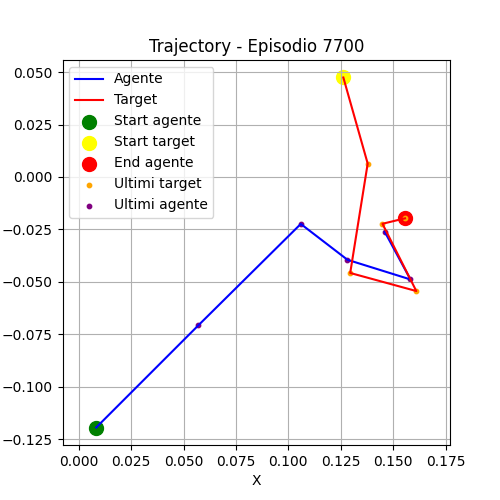 Trajectory - Episodio 7700
0.050
0.025
0.000
−0.025
−0.050
−0.075
−0.100
−0.125
Agente
Target
Start agente
Start target
End agente
Ultimi target
Ultimi agente
0.000 0.025 0.050 0.075 0.100 0.125 0.150 0.175
X